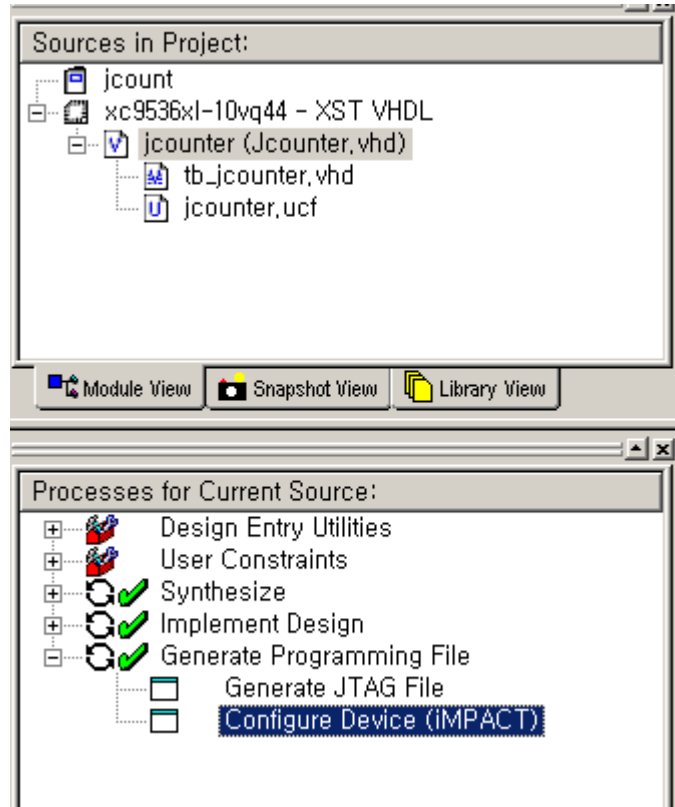 Sources in Project:
jcount
xc9536xl-10vq44 - XST VHDL
jcounter (Jcounter,vhd)
tb_jcounter,vhd
jcounter,ucf
Module View
Snapshot View
Library View
Processes for Current Source:
Design Entry Utilities
User Constraints
Synthesize
Implement Design
Generate Programming File
Generate JTAG File
Configure Device (iMPACT)